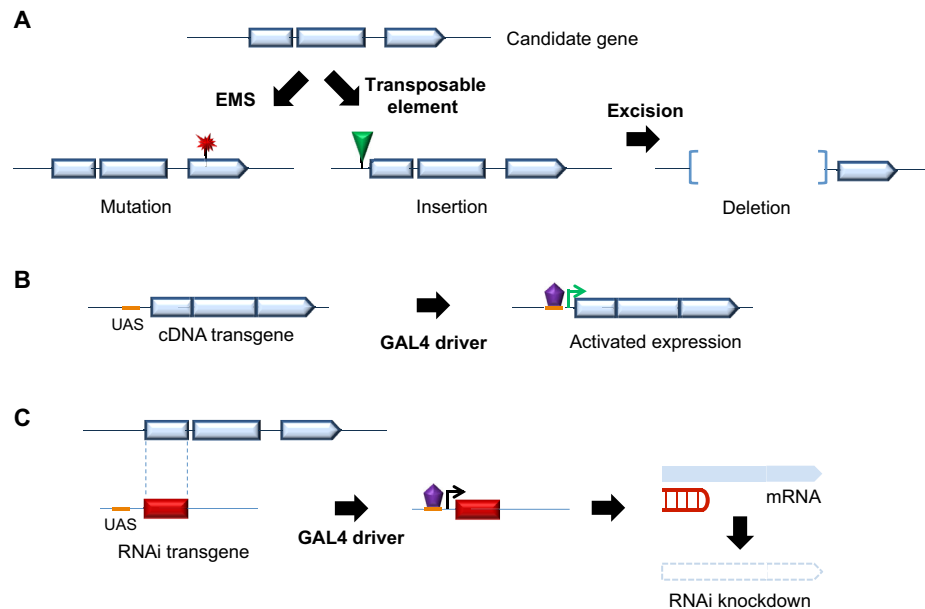 A
Candidate gene
EMS
Transposable
element
Excision
Mutation
Insertion
Deletion
B
UAS
cDNA transgene
GAL4 driver
Activated expression
C
UAS
RNAi transgene
GAL4 driver
mRNA
RNAi knockdown